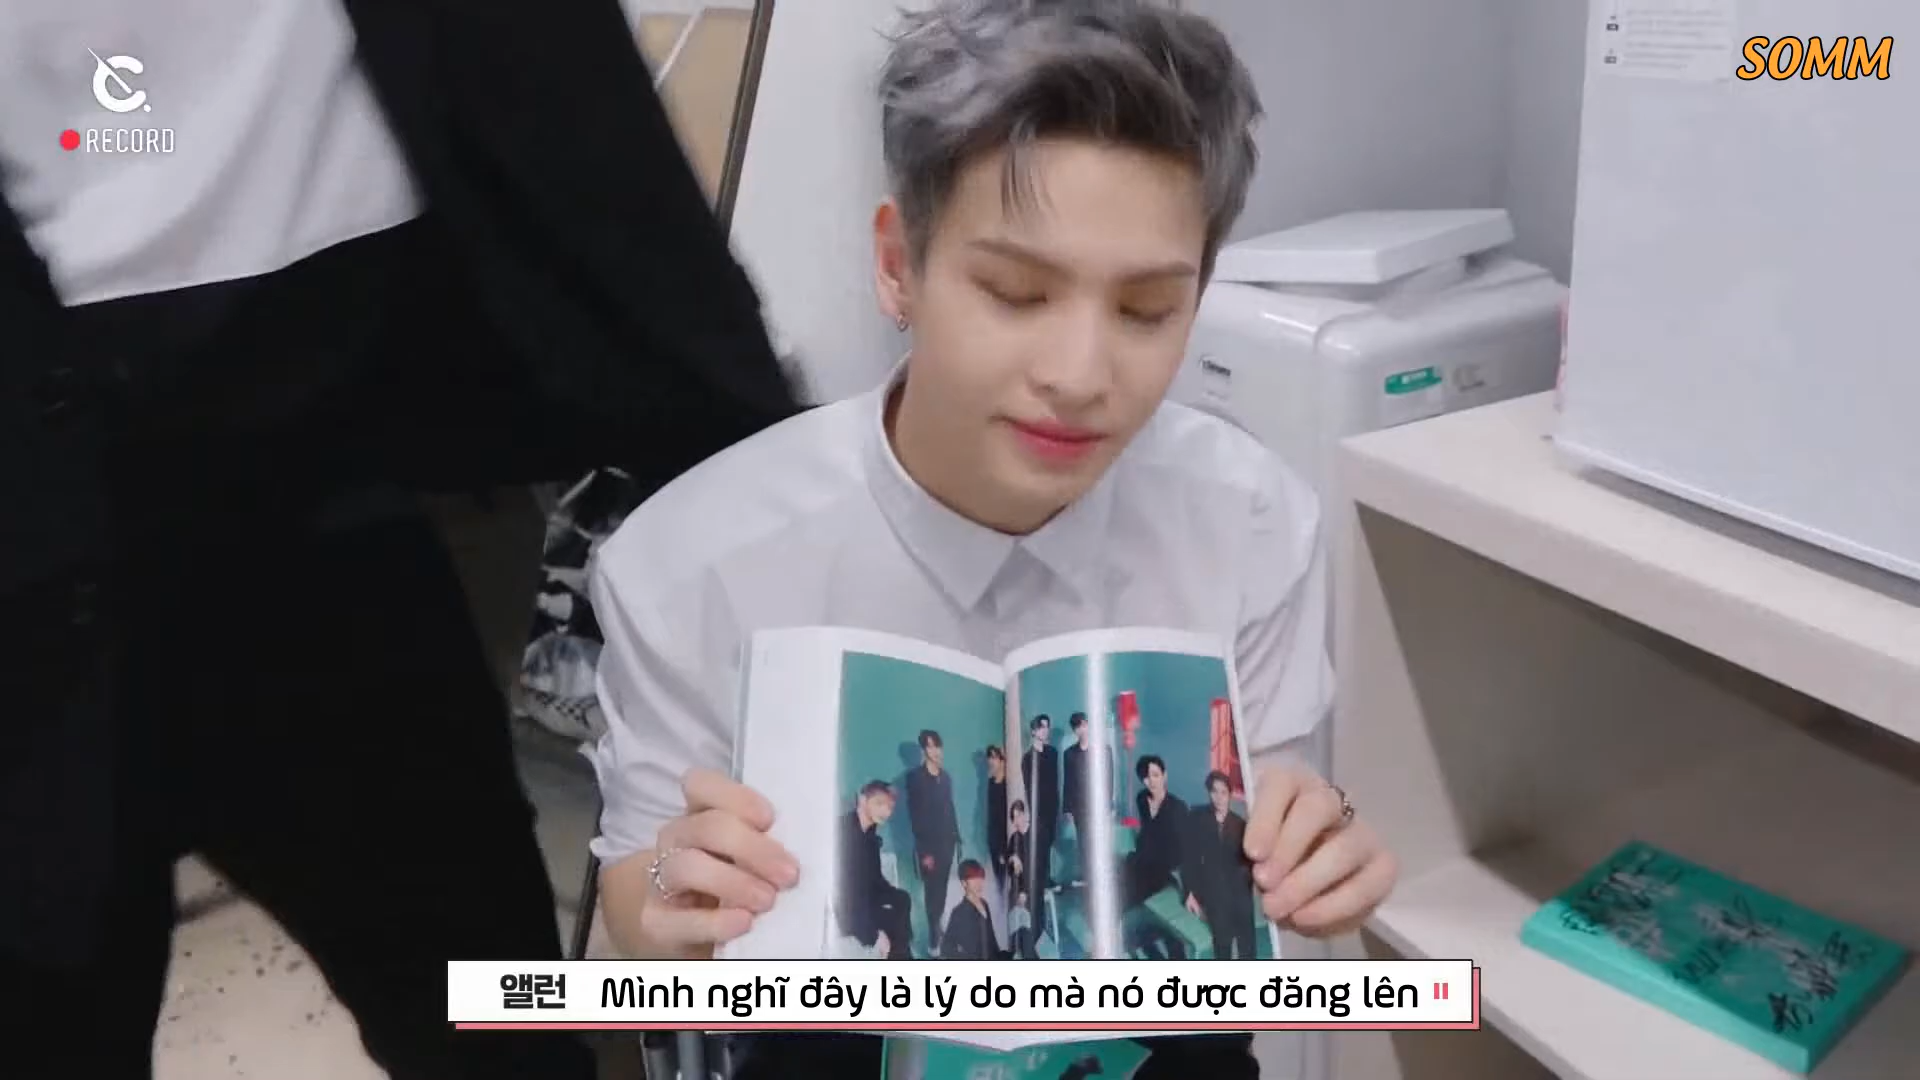 C.
RECORD
SOMM
앨런 Mình nghĩ đây là lý do mà nó được đăng lên "